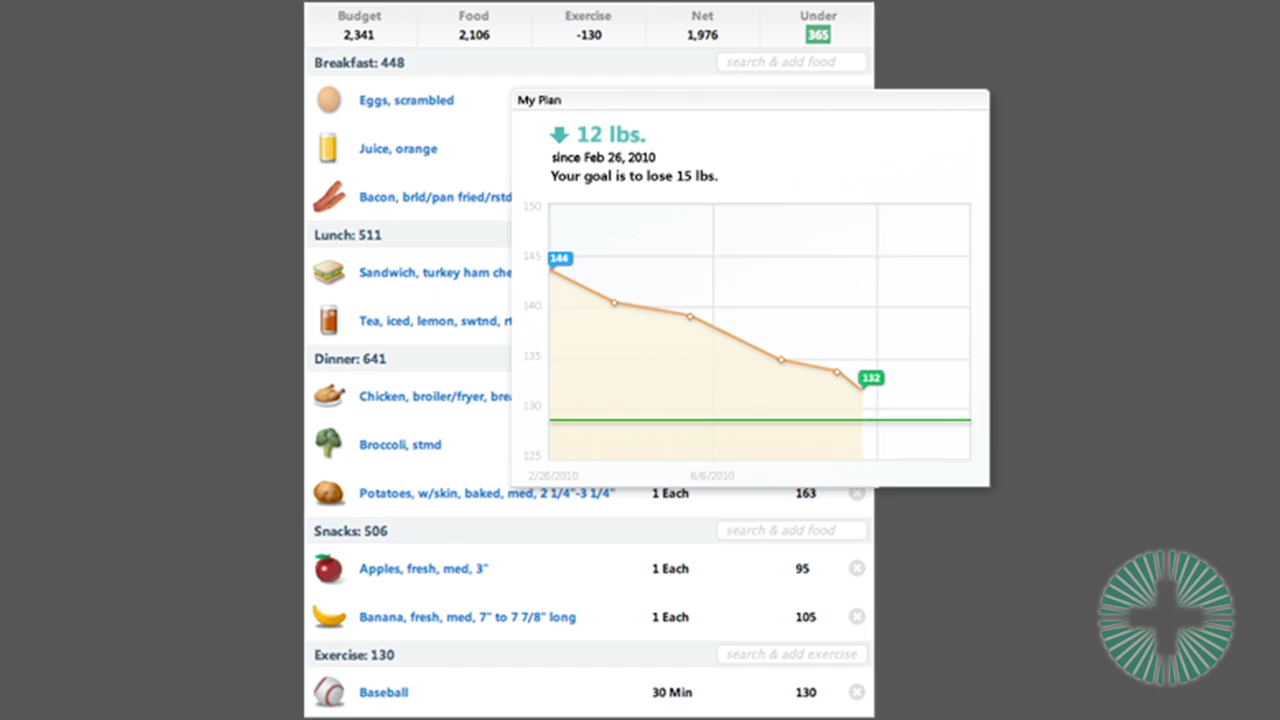 Budget Food Exercise Net Under
2,341 2,106 -130 1,976 365
Breakfast: 448 search & add food
Eggs, scrambled
Juice, orange
Bacon, brld/pan fried/rstd
Lunch: 511
Sandwich, turkey ham che
Tea, iced, lemon, swtnd, r
Dinner: 641
Chicken, broiler/fryer, brea
Broccoli, stmd
My Plan
12 lbs.
since Feb 26, 2010
Your goal is to lose 15 lbs.
150
145
144
140
135
132
130
125
2/26/2010 6/6/2010
Potatoes, w/skin, baked, med, 2 1/4"-3 1/4" 1 Each 163
Snacks: 506 search & add food
Apples, fresh, med, 3" 1 Each 95
Banana, fresh, med, 7" to 7 7/8" long 1 Each 105
Exercise: 130 search & add exercise
Baseball 30 Min 130